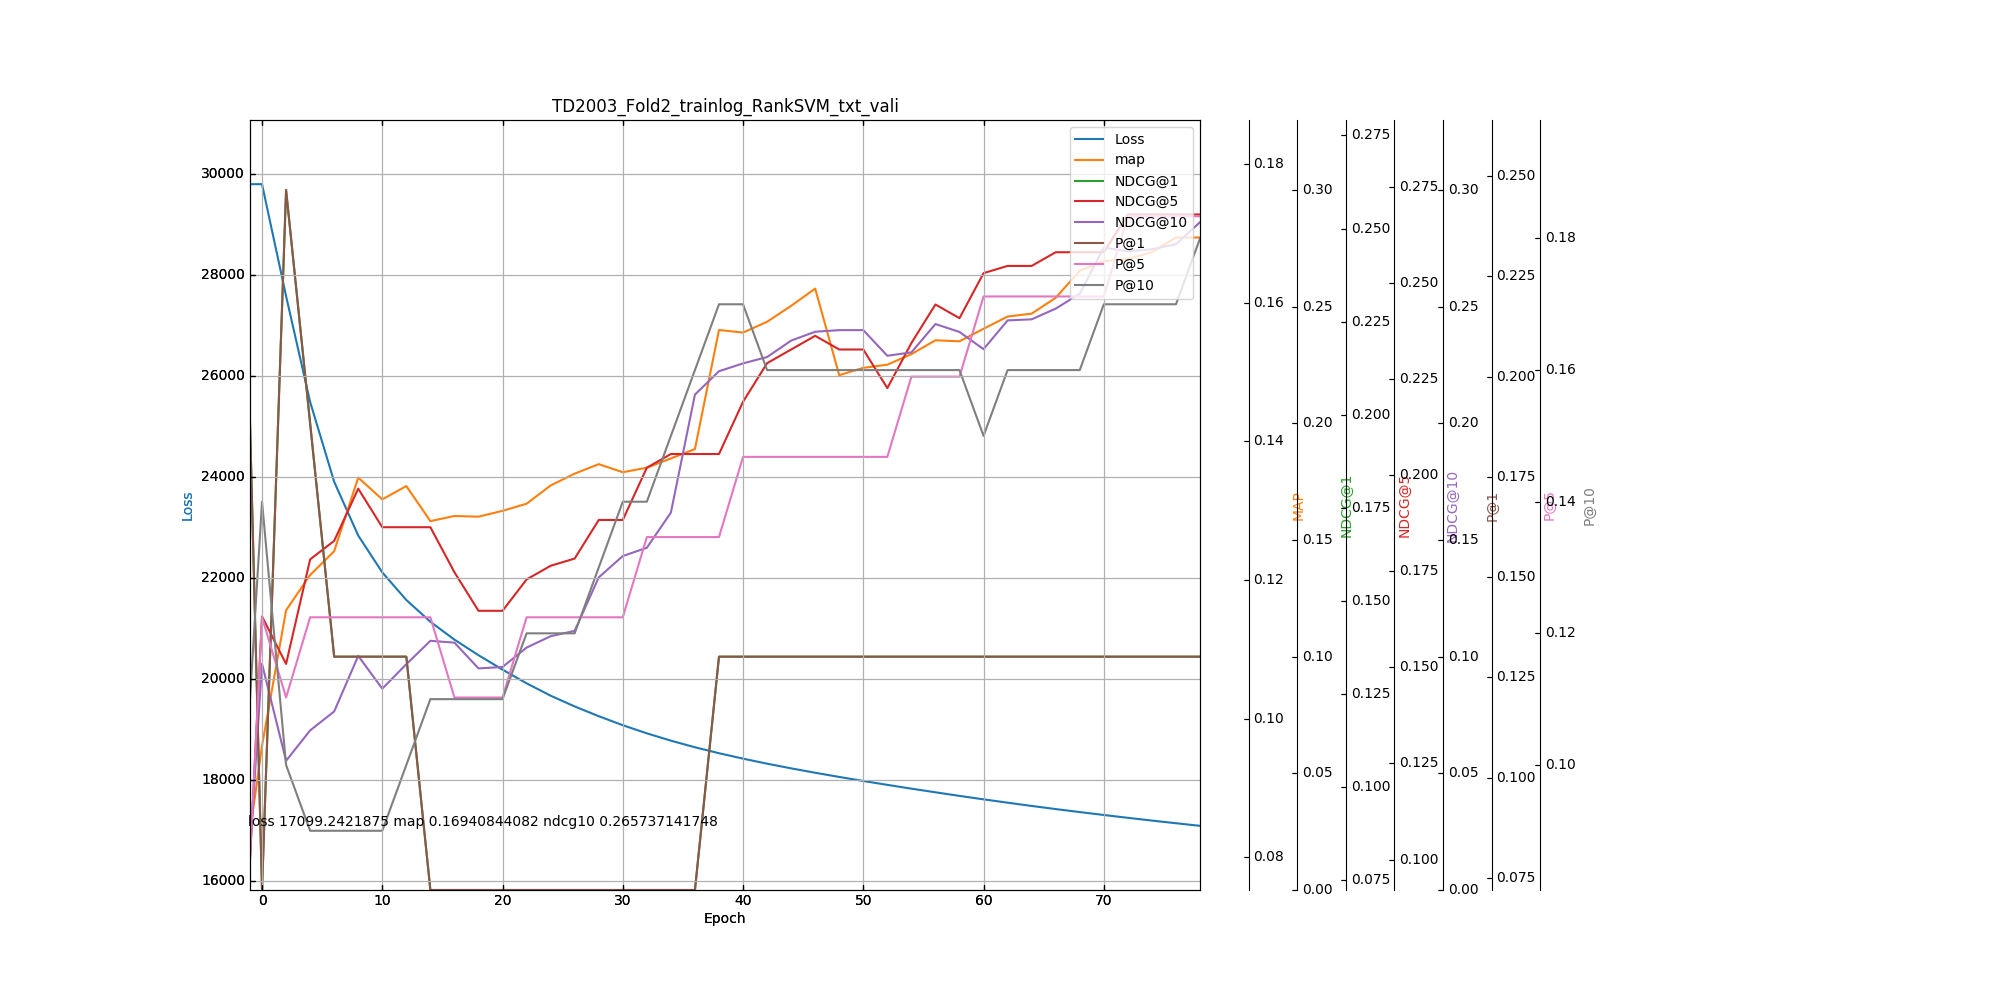 TD2003_Fold2_trainlog_RankSVM_txt_vali
Loss
map
NDCG@1
NDCG@5
NDCG@10
P@1
P@5
P@10
30000
28000
26000
24000
22000
20000
18000
16000
Loss
loss 17099.2421875 map 0.16940844082 ndcg10 0.265737141748
0 10 20 30 40 50 60 70
Epoch
0.18
0.16
0.14
0.12
0.10
0.08
MAP
0.30
0.25
0.20
0.15
0.10
0.05
0.00
NDCG@1
0.275
0.250
0.225
0.200
0.175
0.150
0.125
0.100
0.075
NDCG@5
0.275
0.250
0.225
0.200
0.175
0.150
0.125
0.100
NDCG@10
0.30
0.25
0.20
0.15
0.10
0.05
0.00
P@1
0.250
0.225
0.200
0.175
0.150
0.125
0.100
0.075
P@5
0.18
0.16
0.14
0.12
0.10
P@10